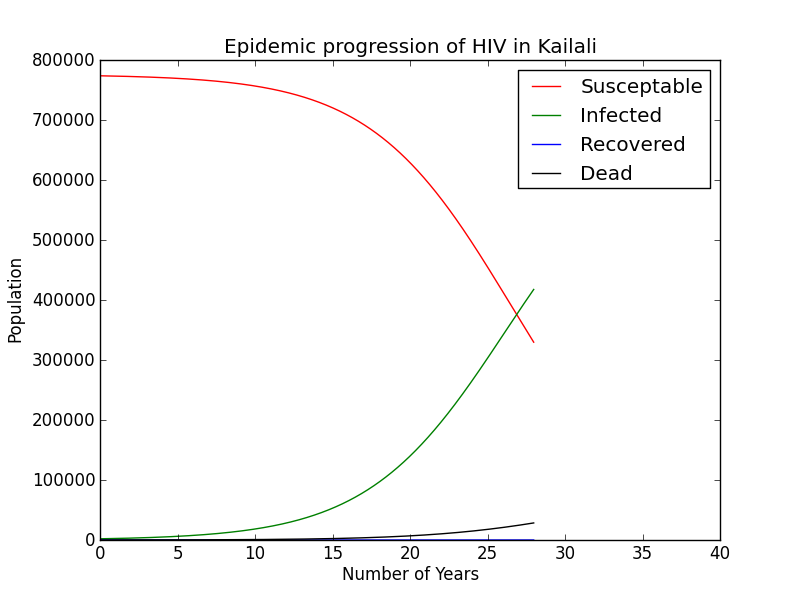 Epidemic progression of HIV in Kailali
800000
700000
600000
500000
400000
300000
200000
100000
0
Population
Susceptable
Infected
Recovered
Dead
0 5 10 15 20 25 30 35 40
Number of Years